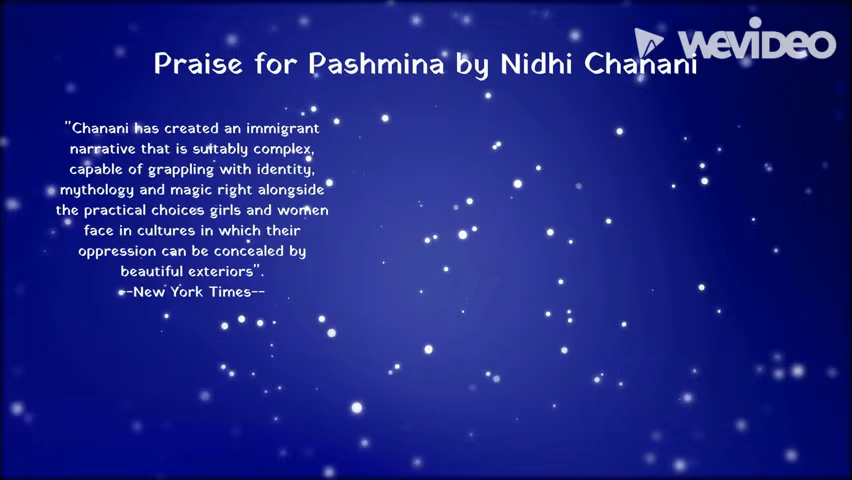 WEVIDEO
Praise for Pashmina by Nidhi Chanani
"Chanani has created an immigrant
narrative that is suitably complex,
capable of grappling with identity,
mythology and magic right alongside
the practical choices girls and women
face in cultures in which their
oppression can be concealed by
beautiful exteriors".
--New York Times--